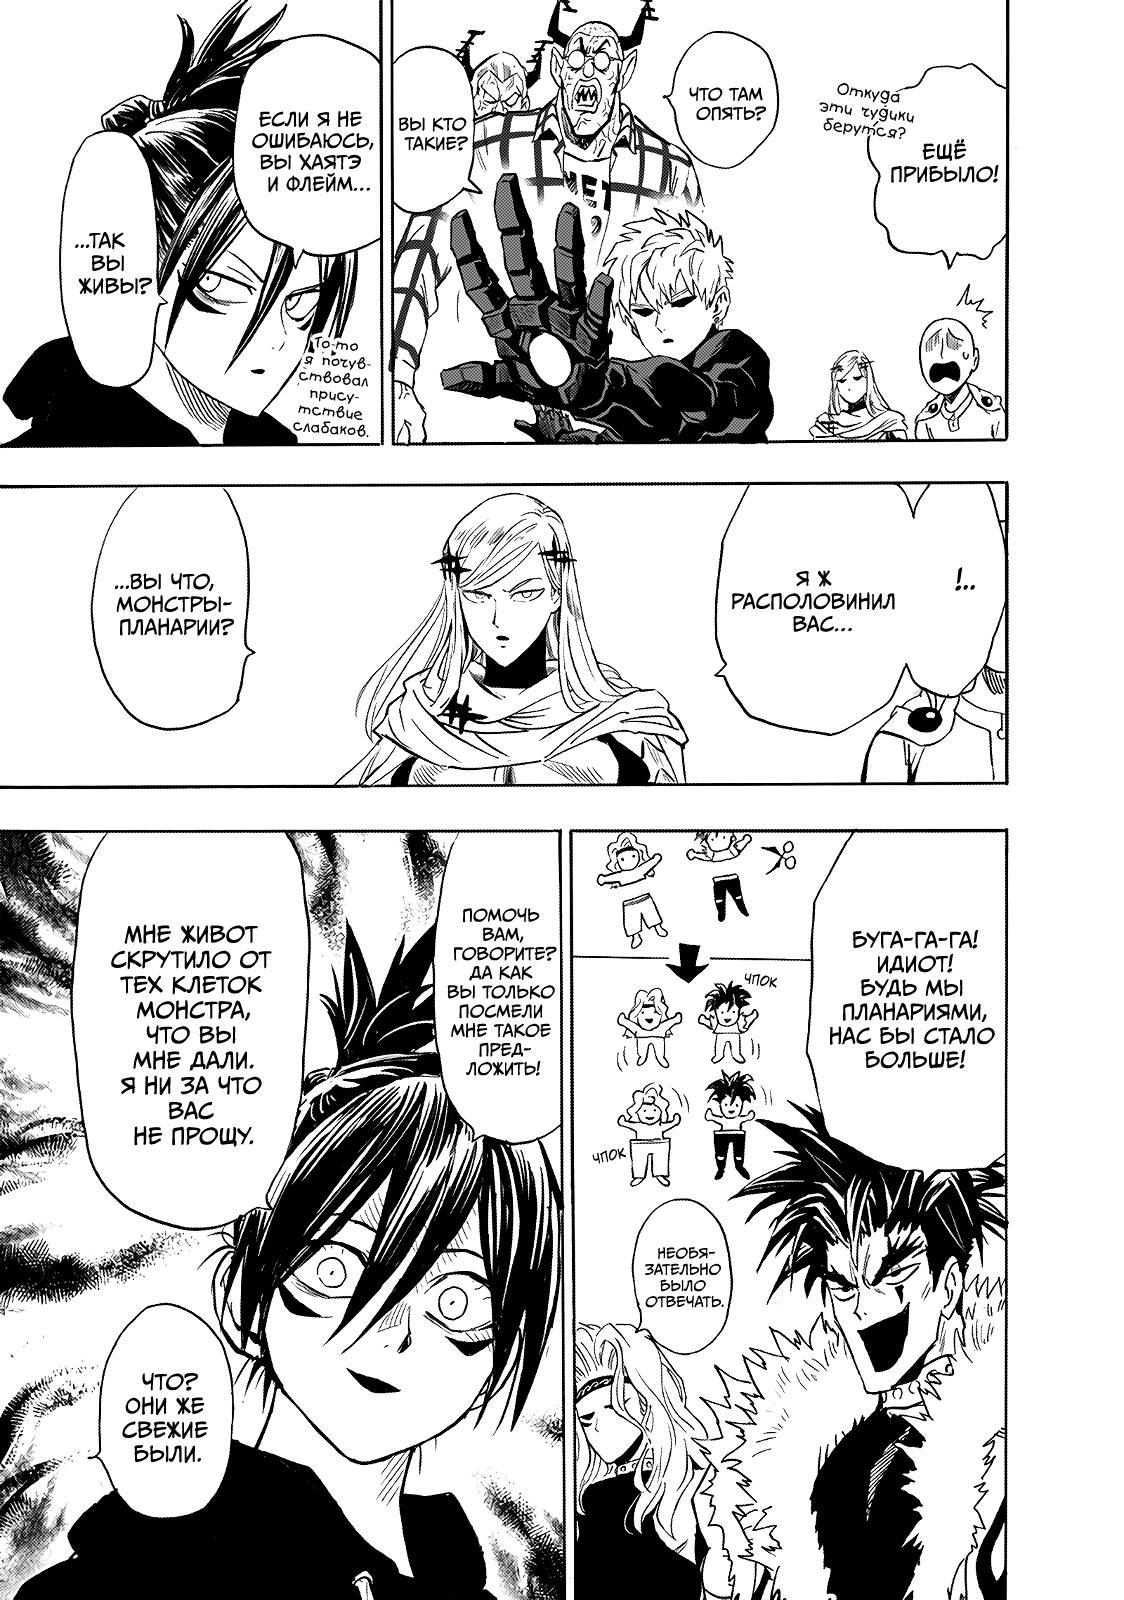 Откуда
эти чудики
берутся?
ЕЩЁ
ПРИБЫЛО!
ЧТО ТАМ
ОПЯТЬ?
ВЫ КТО
ТАКИЕ?
ЕСЛИ Я НЕ
ОШИБАЮСЬ,
ВЫ ХАЯТЭ
И ФЛЕЙМ...
...ТАК
ВЫ
ЖИВЫ?
То-то
я почув-
ствовал
прису-
тствие
слабаков.
!..
Я Ж
РАСПОЛОВИНИЛ
ВАС...
...ВЫ ЧТО,
МОНСТРЫ-
ПЛАНАРИИ?
БУГА-ГА-ГА!
ИДИОТ!
БУДЬ МЫ
ПЛАНАРИЯМИ,
НАС БЫ СТАЛО
БОЛЬШЕ!
ЧПОК
ЧПОК
НЕОБЯ-
ЗАТЕЛЬНО
БЫЛО
ОТВЕЧАТЬ.
ПОМОЧЬ
ВАМ,
ГОВОРИТЕ?
ДА КАК
ВЫ ТОЛЬКО
ПОСМЕЛИ
МНЕ ТАКОЕ
ПРЕД-
ЛОЖИТЬ!
МНЕ ЖИВОТ
СКРУТИЛО ОТ
ТЕХ КЛЕТОК
МОНСТРА,
ЧТО ВЫ
МНЕ ДАЛИ.
Я НИ ЗА ЧТО
ВАС
НЕ ПРОЩУ.
ЧТО?
ОНИ ЖЕ
СВЕЖИЕ
БЫЛИ.